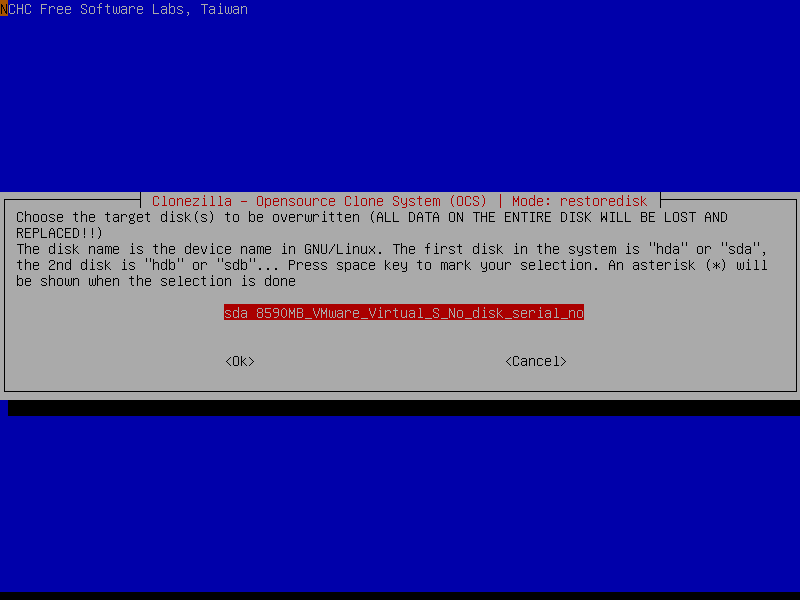 NCHC Free Software Labs, Taiwan
Clonezilla - Opensource Clone System (OCS) | Mode: restoredisk
Choose the target disk(s) to be overwritten (ALL DATA ON THE ENTIRE DISK WILL BE LOST AND
REPLACED!!)
The disk name is the device name in GNU/Linux. The first disk in the system is "hda" or "sda",
the 2nd disk is "hdb" or "sdb"... Press space key to mark your selection. An asterisk (*) will
be shown when the selection is done
sda 8590MB_VMware_Virtual_S_No_disk_serial_no
<Ok> <Cancel>